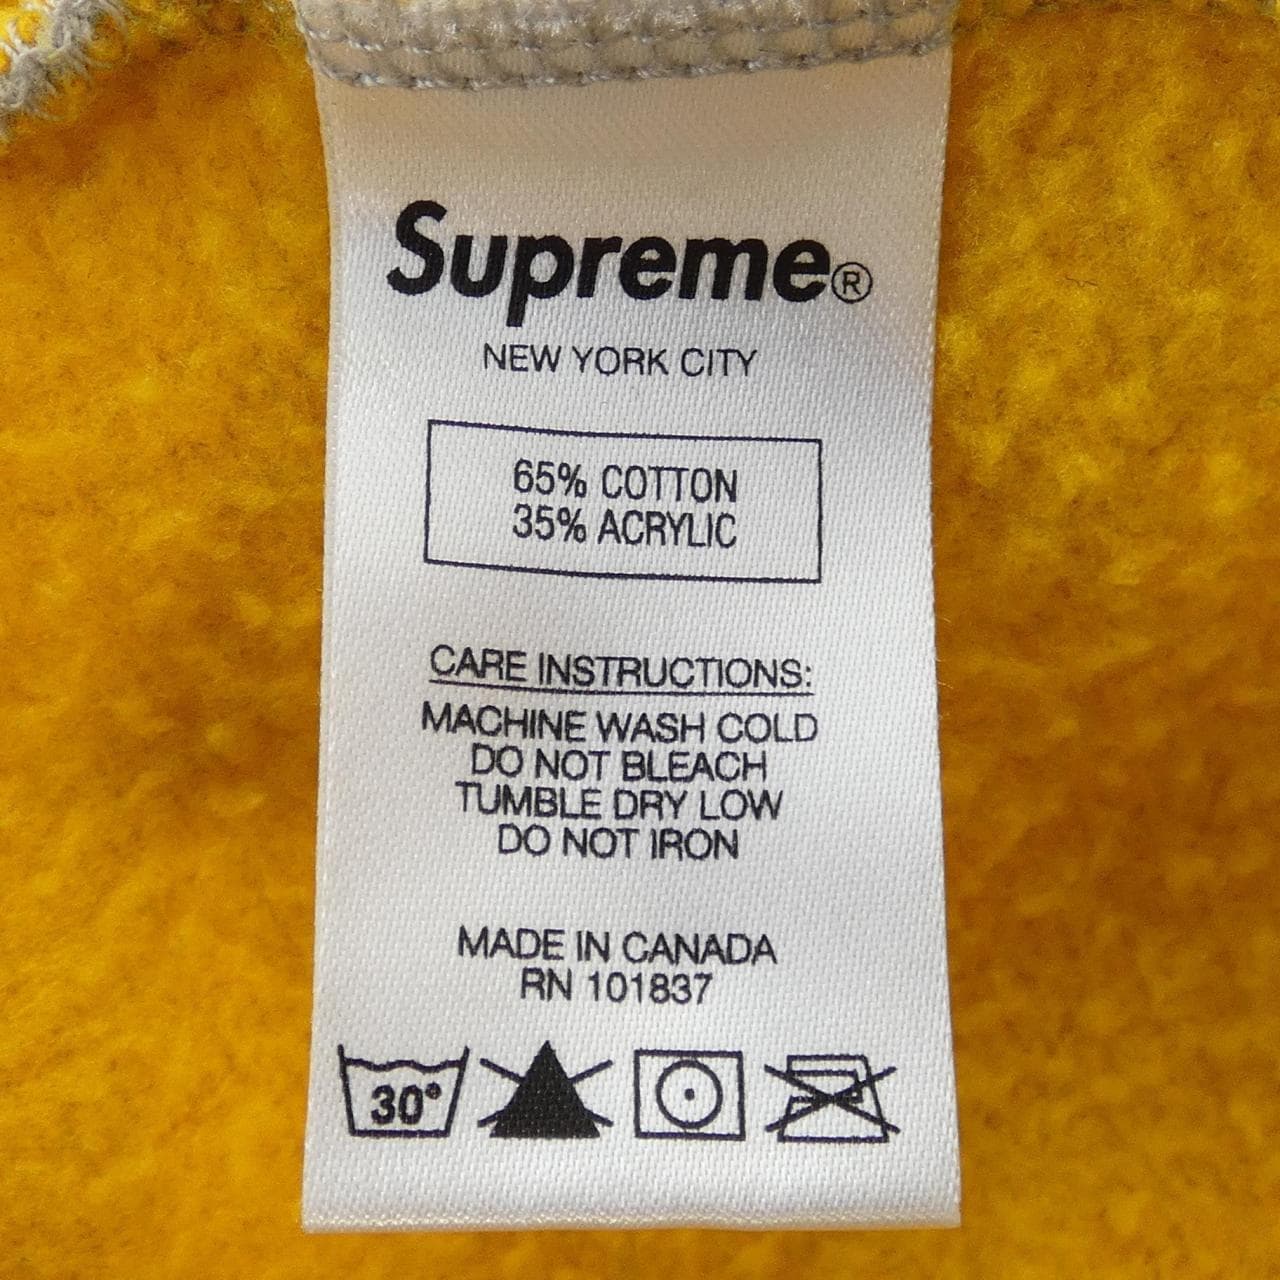 Supreme®
NEW YORK CITY
65% COTTON
35% ACRYLIC
CARE INSTRUCTIONS:
MACHINE WASH COLD
DO NOT BLEACH
TUMBLE DRY LOW
DO NOT IRON
MADE IN CANADA
RN 101837
30°